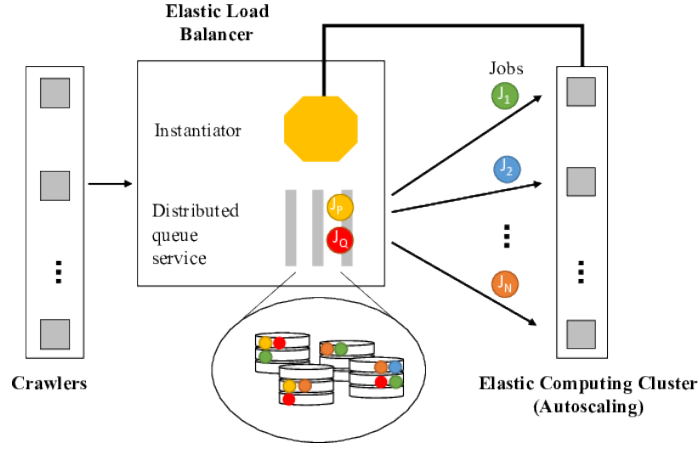 Elastic Load
Balancer
Jobs
J1
Instantiator
J2
Distributed
queue
service
JP
JQ
JN
Crawlers
Elastic Computing Cluster
(Autoscaling)